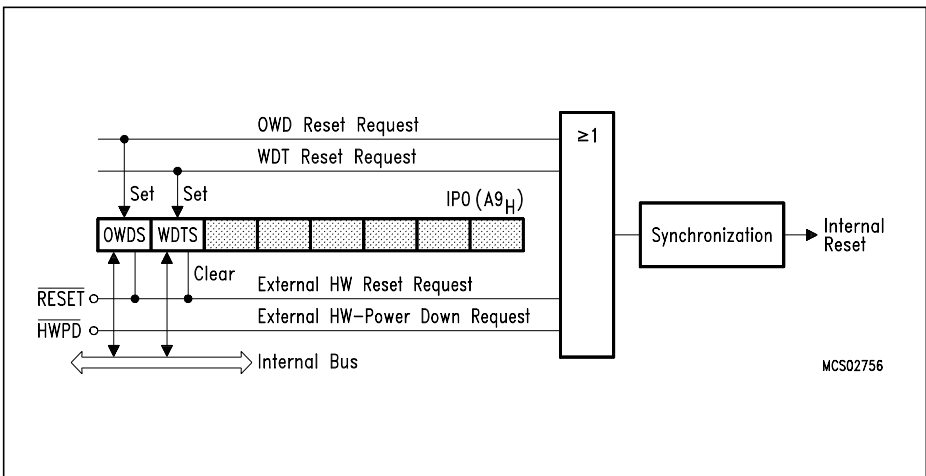 OWD Reset Request
≥1
WDT Reset Request
Set
Set
IP0 (A9H)
OWDS
WDTS
Synchronization
Internal
Reset
Clear
RESET
External HW Reset Request
HWPD
External HW-Power Down Request
Internal Bus
MCS02756